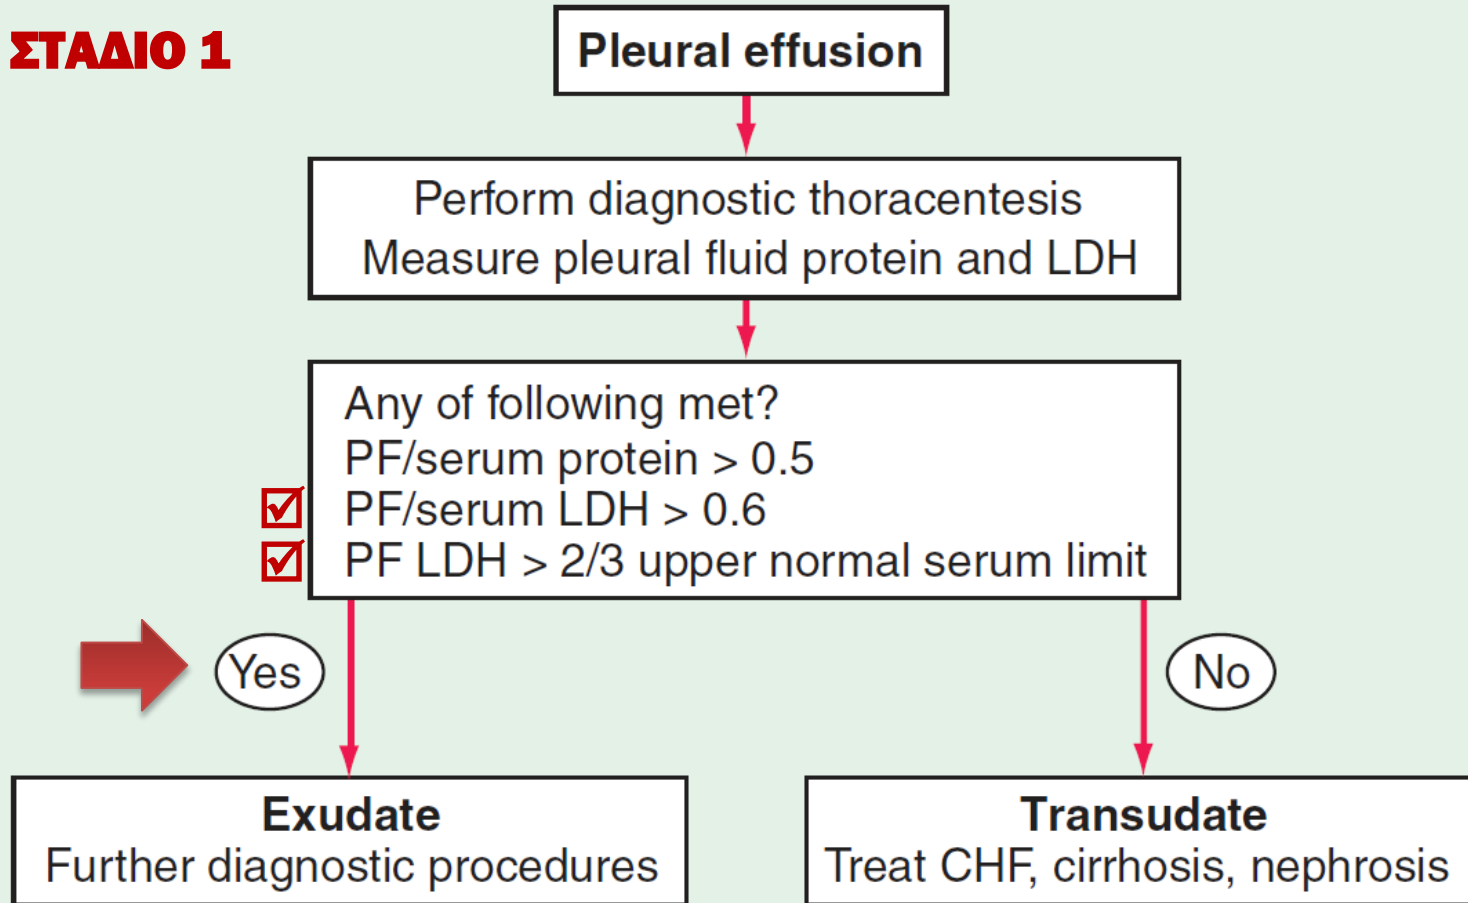 ΣΤΑΔΙΟ 1
Pleural effusion
Perform diagnostic thoracentesis
Measure pleural fluid protein and LDH
Any of following met?
PF/serum protein > 0.5
PF/serum LDH > 0.6
PF LDH > 2/3 upper normal serum limit
Yes
No
Exudate
Further diagnostic procedures
Transudate
Treat CHF, cirrhosis, nephrosis